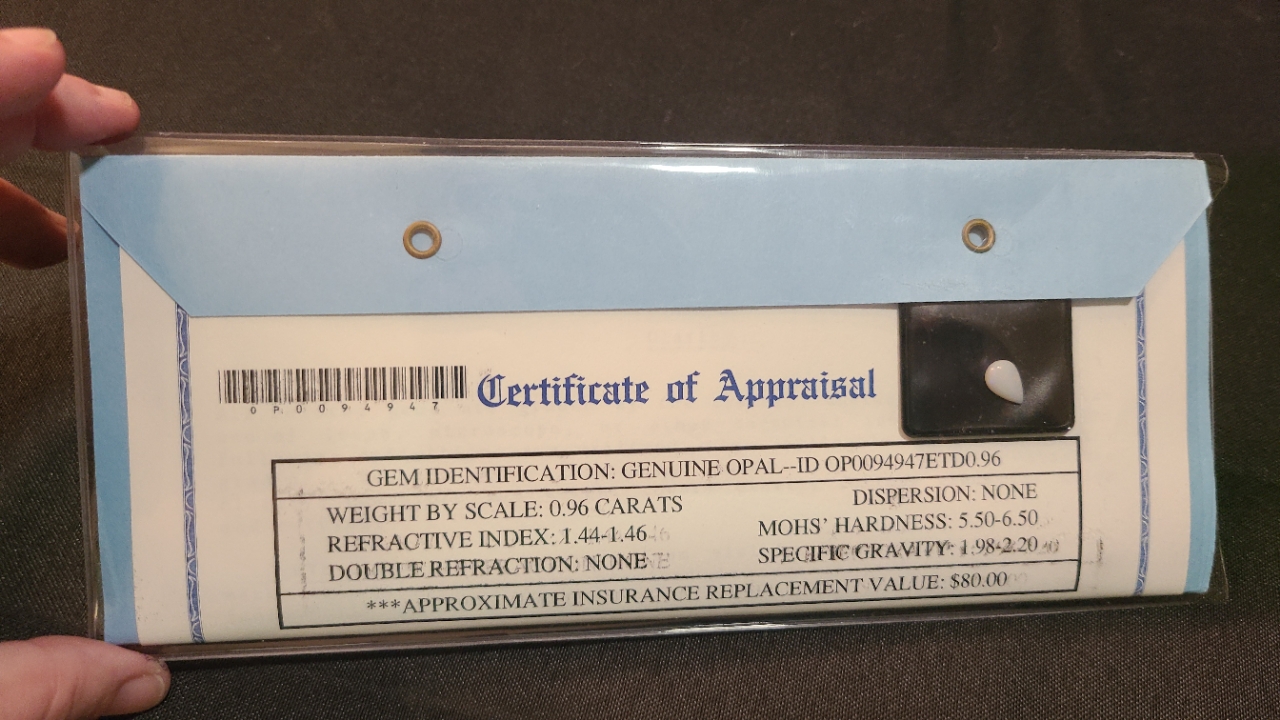 OP0094947
Certificate of Appraisal
GEM IDENTIFICATION: GENUINE OPAL--ID OP0094947ETD0.96
WEIGHT BY SCALE: 0.96 CARATS
DISPERSION: NONE
REFRACTIVE INDEX: 1.44-1.46
MOHS' HARDNESS: 5.50-6.50
DOUBLE REFRACTION: NONE
SPECIFIC GRAVITY: 1.98-2.20
***APPROXIMATE INSURANCE REPLACEMENT VALUE: $80.00